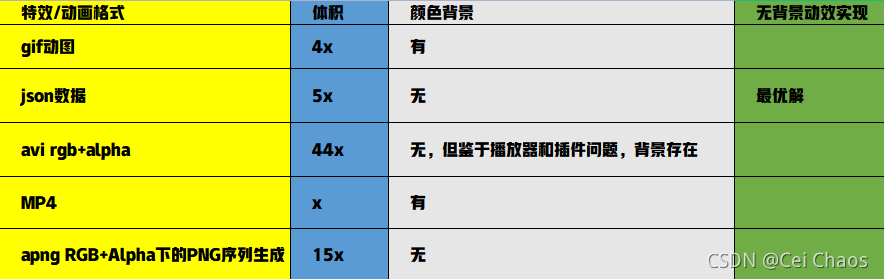 特效/动画格式 体积 颜色背景 无背景动效实现
gif动图 4x 有
json数据 5x 无 最优解
avi rgb+alpha 44x 无，但鉴于播放器和插件问题，背景存在
MP4 x 有
apng RGB+Alpha下的PNG序列生成 15x 无
CSDN @Cei Chaos